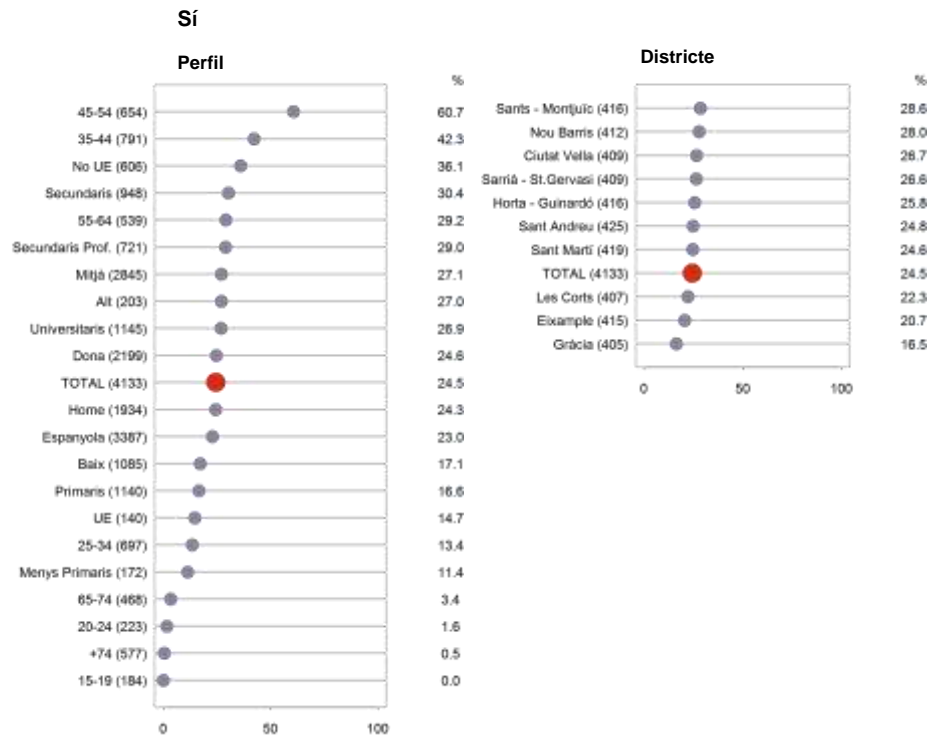 Sí
Perfil
%
45-54 (654) 60.7
35-44 (791) 42.3
No UE (606) 36.1
Secundaris (948) 30.4
55-64 (539) 29.2
Secundaris Prof. (721) 29.0
Mitjà (2845) 27.1
Alt (203) 27.0
Universitaris (1145) 26.9
Dona (2199) 24.6
TOTAL (4133) 24.5
Home (1934) 24.3
Espanyola (3387) 23.0
Baix (1085) 17.1
Primaris (1140) 16.6
UE (140) 14.7
25-34 (697) 13.4
Menys Primaris (172) 11.4
65-74 (468) 3.4
20-24 (223) 1.6
+74 (577) 0.5
15-19 (184) 0.0
0 50 100
Districte
%
Sants - Montjuïc (416) 28.6
Nou Barris (412) 28.0
Ciutat Vella (409) 26.7
Sarrià - St.Gervasi (409) 26.6
Horta - Guinardó (416) 25.8
Sant Andreu (425) 24.8
Sant Martí (419) 24.6
TOTAL (4133) 24.5
Les Corts (407) 22.3
Eixample (415) 20.7
Gràcia (405) 16.5
0 50 100